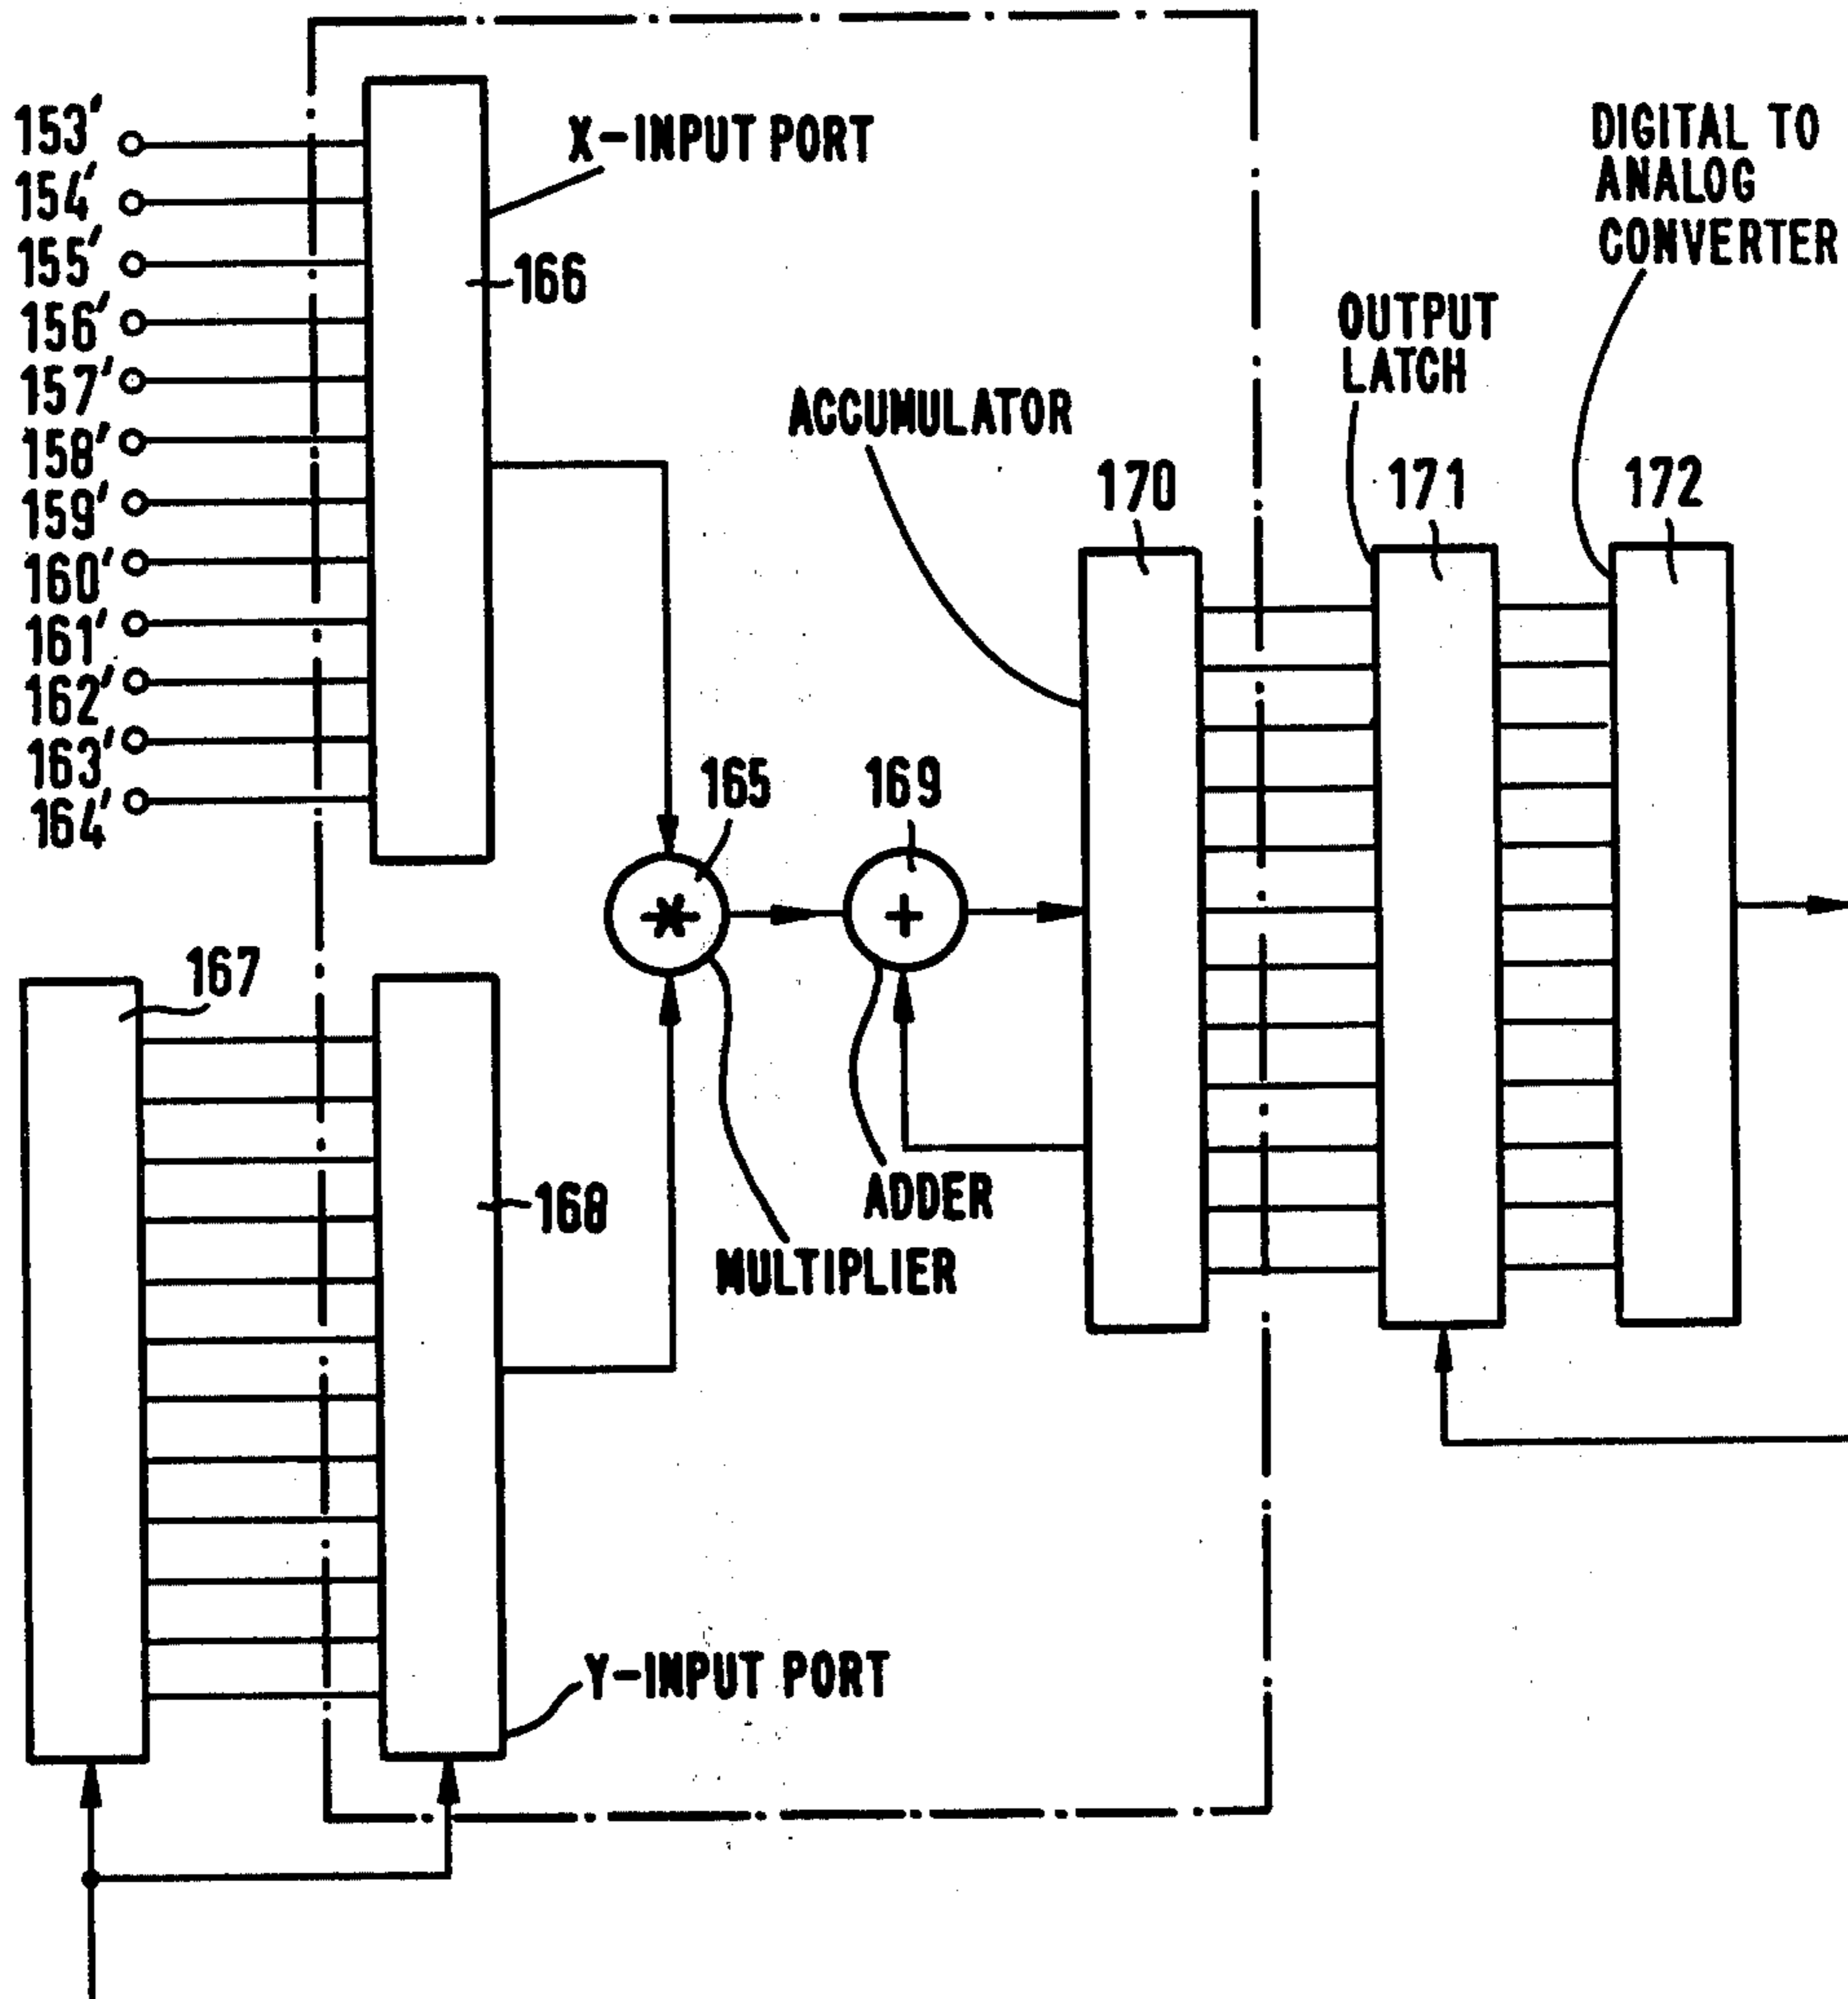 153'
154'
155'
156'
157'
158'
159'
160'
161'
162'
163'
164'
X-INPUT PORT
166
DIGITAL TO
ANALOG
CONVERTER
OUTPUT
LATCH
ACCUMULATOR
170
171
172
165
169
*
+
167
168
ADDER
MULTIPLIER
Y-INPUT PORT